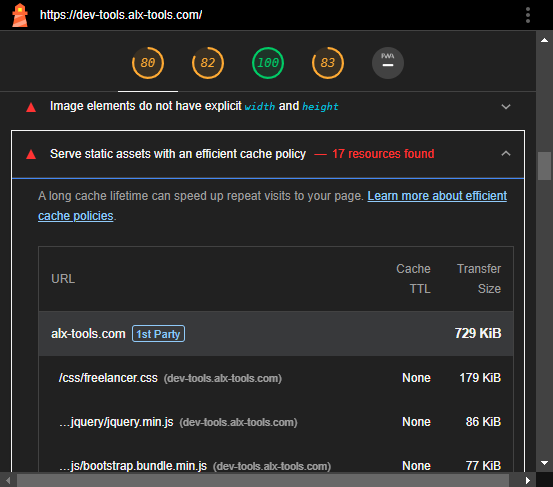 https://dev-tools.alx-tools.com/
80 82 100 83 PWA
Image elements do not have explicit width and height
Serve static assets with an efficient cache policy — 17 resources found
A long cache lifetime can speed up repeat visits to your page. Learn more about efficient
cache policies.
URL Cache TTL Transfer Size
alx-tools.com 1st Party 729 KiB
/css/freelancer.css (dev-tools.alx-tools.com) None 179 KiB
…jquery/jquery.min.js (dev-tools.alx-tools.com) None 86 KiB
…js/bootstrap.bundle.min.js (dev-tools.alx-tools.com) None 77 KiB